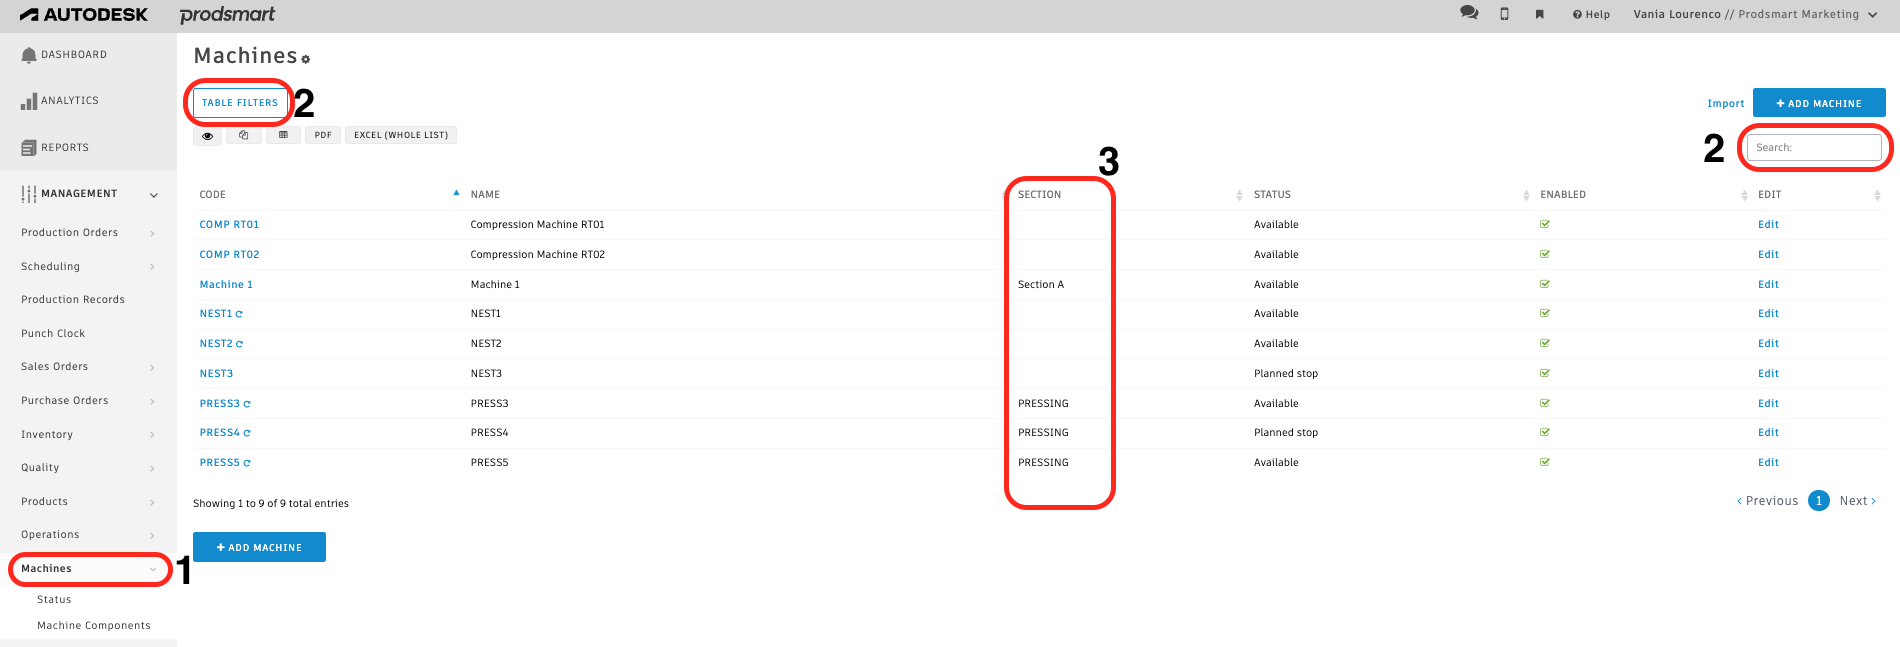 AUTODESK prodsmart Help Vania Lourenco // Prodsmart Marketing
DASHBOARD
ANALYTICS
REPORTS
MANAGEMENT
Production Orders
Scheduling
Production Records
Punch Clock
Sales Orders
Purchase Orders
Inventory
Quality
Products
Operations
Machines 1
Status
Machine Components
Machines
TABLE FILTERS 2 Import + ADD MACHINE
PDF EXCEL (WHOLE LIST) 2 Search:
3
CODE NAME SECTION STATUS ENABLED EDIT
COMP RT01 Compression Machine RT01 Available Edit
COMP RT02 Compression Machine RT02 Available Edit
Machine 1 Machine 1 Section A Available Edit
NEST1 NEST1 Available Edit
NEST2 NEST2 Available Edit
NEST3 NEST3 Planned stop Edit
PRESS3 PRESS3 PRESSING Available Edit
PRESS4 PRESS4 PRESSING Planned stop Edit
PRESS5 PRESS5 PRESSING Available Edit
Showing 1 to 9 of 9 total entries ‹ Previous 1 Next ›
+ ADD MACHINE